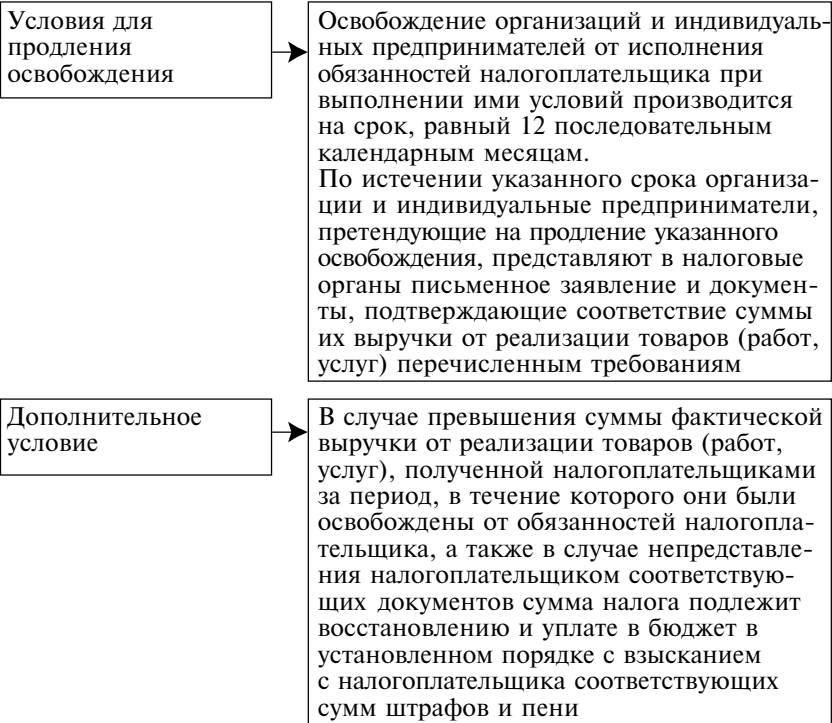 Условия для
продления
освобождения
Освобождение организаций и индивидуаль-
ных предпринимателей от исполнения
обязанностей налогоплательщика при
выполнении ими условий производится
на срок, равный 12 последовательным
календарным месяцам.
По истечении указанного срока организа-
ции и индивидуальные предприниматели,
претендующие на продление указанного
освобождения, представляют в налоговые
органы письменное заявление и докумен-
ты, подтверждающие соответствие суммы
их выручки от реализации товаров (работ,
услуг) перечисленным требованиям
Дополнительное
условие
В случае превышения суммы фактической
выручки от реализации товаров (работ,
услуг), полученной налогоплательщиками
за период, в течение которого они были
освобождены от обязанностей налогопла-
тельщика, а также в случае непредставле-
ния налогоплательщиком соответствую-
щих документов сумма налога подлежит
восстановлению и уплате в бюджет в
установленном порядке с взысканием
с налогоплательщика соответствующих
сумм штрафов и пени